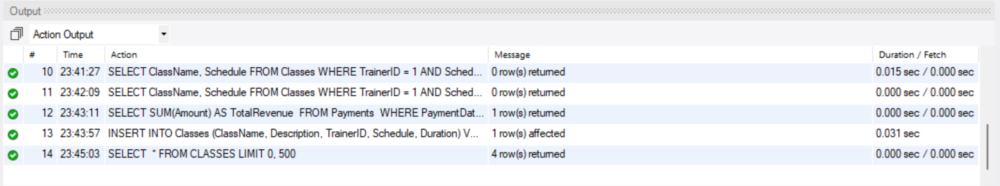 Output
Action Output
# Time Action Message Duration / Fetch
10 23:41:27 SELECT ClassName, Schedule FROM Classes WHERE TrainerID = 1 AND Sched... 0 row(s) returned 0.015 sec / 0.000 sec
11 23:42:09 SELECT ClassName, Schedule FROM Classes WHERE TrainerID = 1 AND Sched... 0 row(s) returned 0.000 sec / 0.000 sec
12 23:43:11 SELECT SUM(Amount) AS TotalRevenue  FROM Payments  WHERE PaymentDat... 1 row(s) returned 0.000 sec / 0.000 sec
13 23:43:57 INSERT INTO Classes (ClassName, Description, TrainerID, Schedule, Duration) V... 1 row(s) affected 0.031 sec
14 23:45:03 SELECT  * FROM CLASSES LIMIT 0, 500 4 row(s) returned 0.000 sec / 0.000 sec